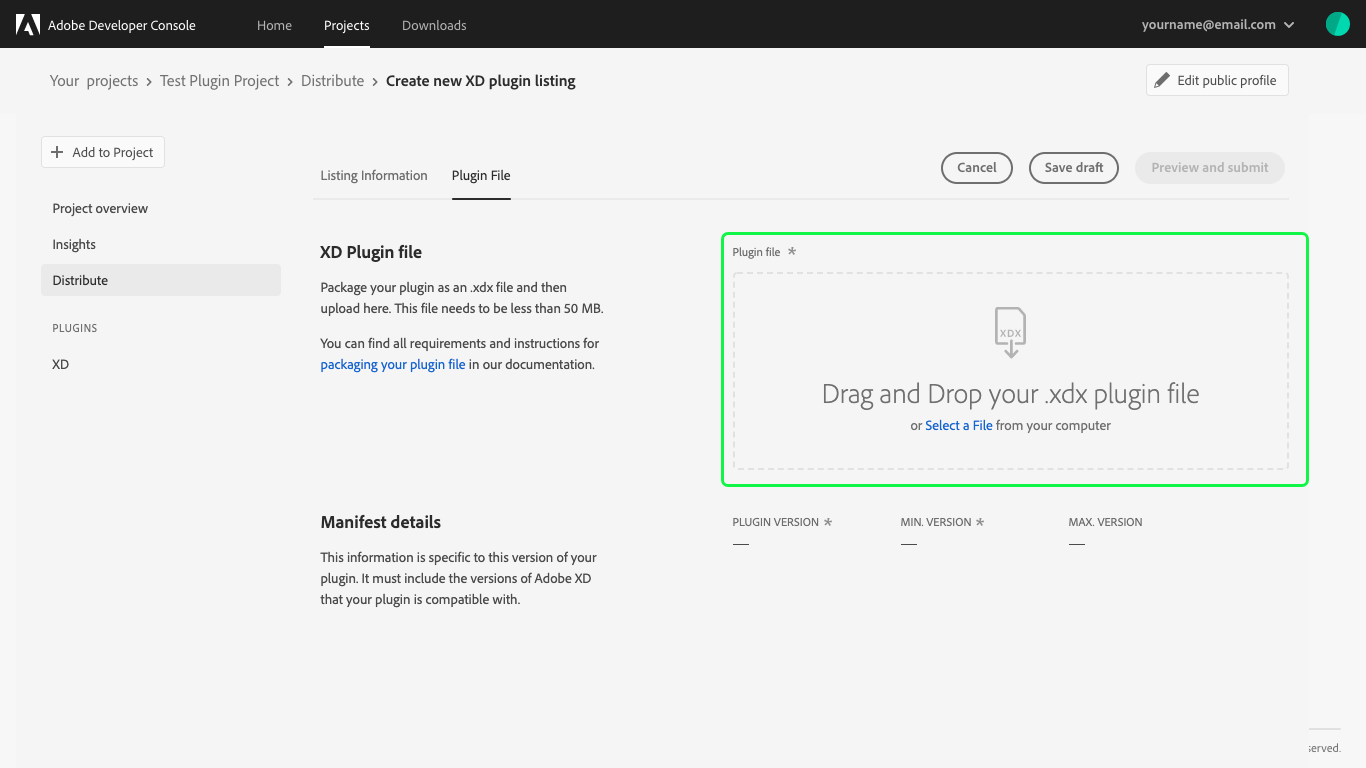 Adobe Developer Console Home Projects Downloads yourname@email.com
Your projects › Test Plugin Project › Distribute › Create new XD plugin listing
Edit public profile
Add to Project
Project overview
Insights
Distribute
PLUGINS
XD
Listing Information Plugin File
Cancel Save draft Preview and submit
XD Plugin file
Package your plugin as an .xdx file and then
upload here. This file needs to be less than 50 MB.
You can find all requirements and instructions for
packaging your plugin file in our documentation.
Plugin file *
XDX
Drag and Drop your .xdx plugin file
or Select a File from your computer
Manifest details
This information is specific to this version of your
plugin. It must include the versions of Adobe XD
that your plugin is compatible with.
PLUGIN VERSION * MIN. VERSION * MAX. VERSION
— — —
served.